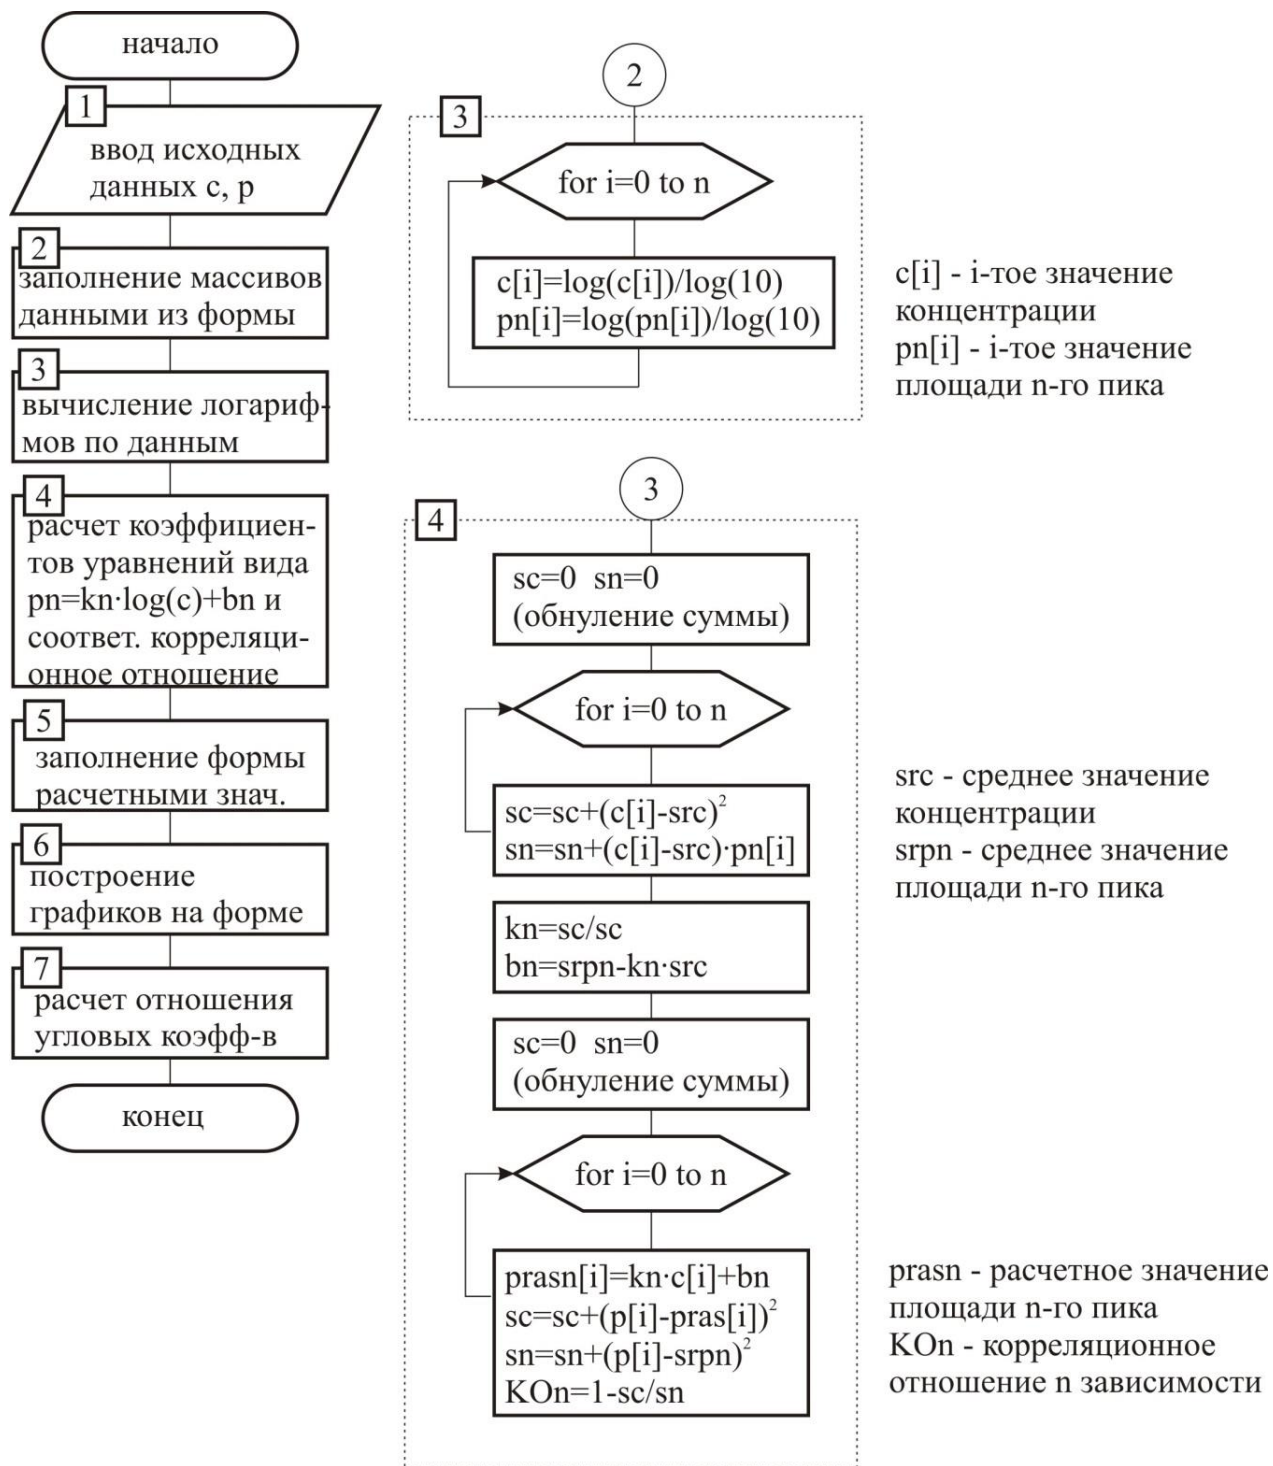 начало
1
ввод исходных
данных с, р
2
заполнение массивов
данными из формы
3
вычисление логариф-
мов по данным
4
расчет коэффициен-
тов уравнений вида
pn=kn·log(c)+bn и
соответ. корреляци-
онное отношение
5
заполнение формы
расчетными знач.
6
построение
графиков на форме
7
расчет отношения
угловых коэфф-в
конец
2
3
for i=0 to n
c[i]=log(c[i])/log(10)
pn[i]=log(pn[i])/log(10)
c[i] - i-тое значение
концентрации
pn[i] - i-тое значение
площади n-го пика
3
4
sc=0 sn=0
(обнуление суммы)
for i=0 to n
sc=sc+(c[i]-src)²
sn=sn+(c[i]-src)·pn[i]
kn=sc/sc
bn=srpn-kn·src
sc=0 sn=0
(обнуление суммы)
for i=0 to n
prasn[i]=kn·c[i]+bn
sc=sc+(p[i]-pras[i])²
sn=sn+(p[i]-srpn)²
KOn=1-sc/sn
src - среднее значение
концентрации
srpn - среднее значение
площади n-го пика
prasn - расчетное значение
площади n-го пика
KOn - корреляционное
отношение n зависимости